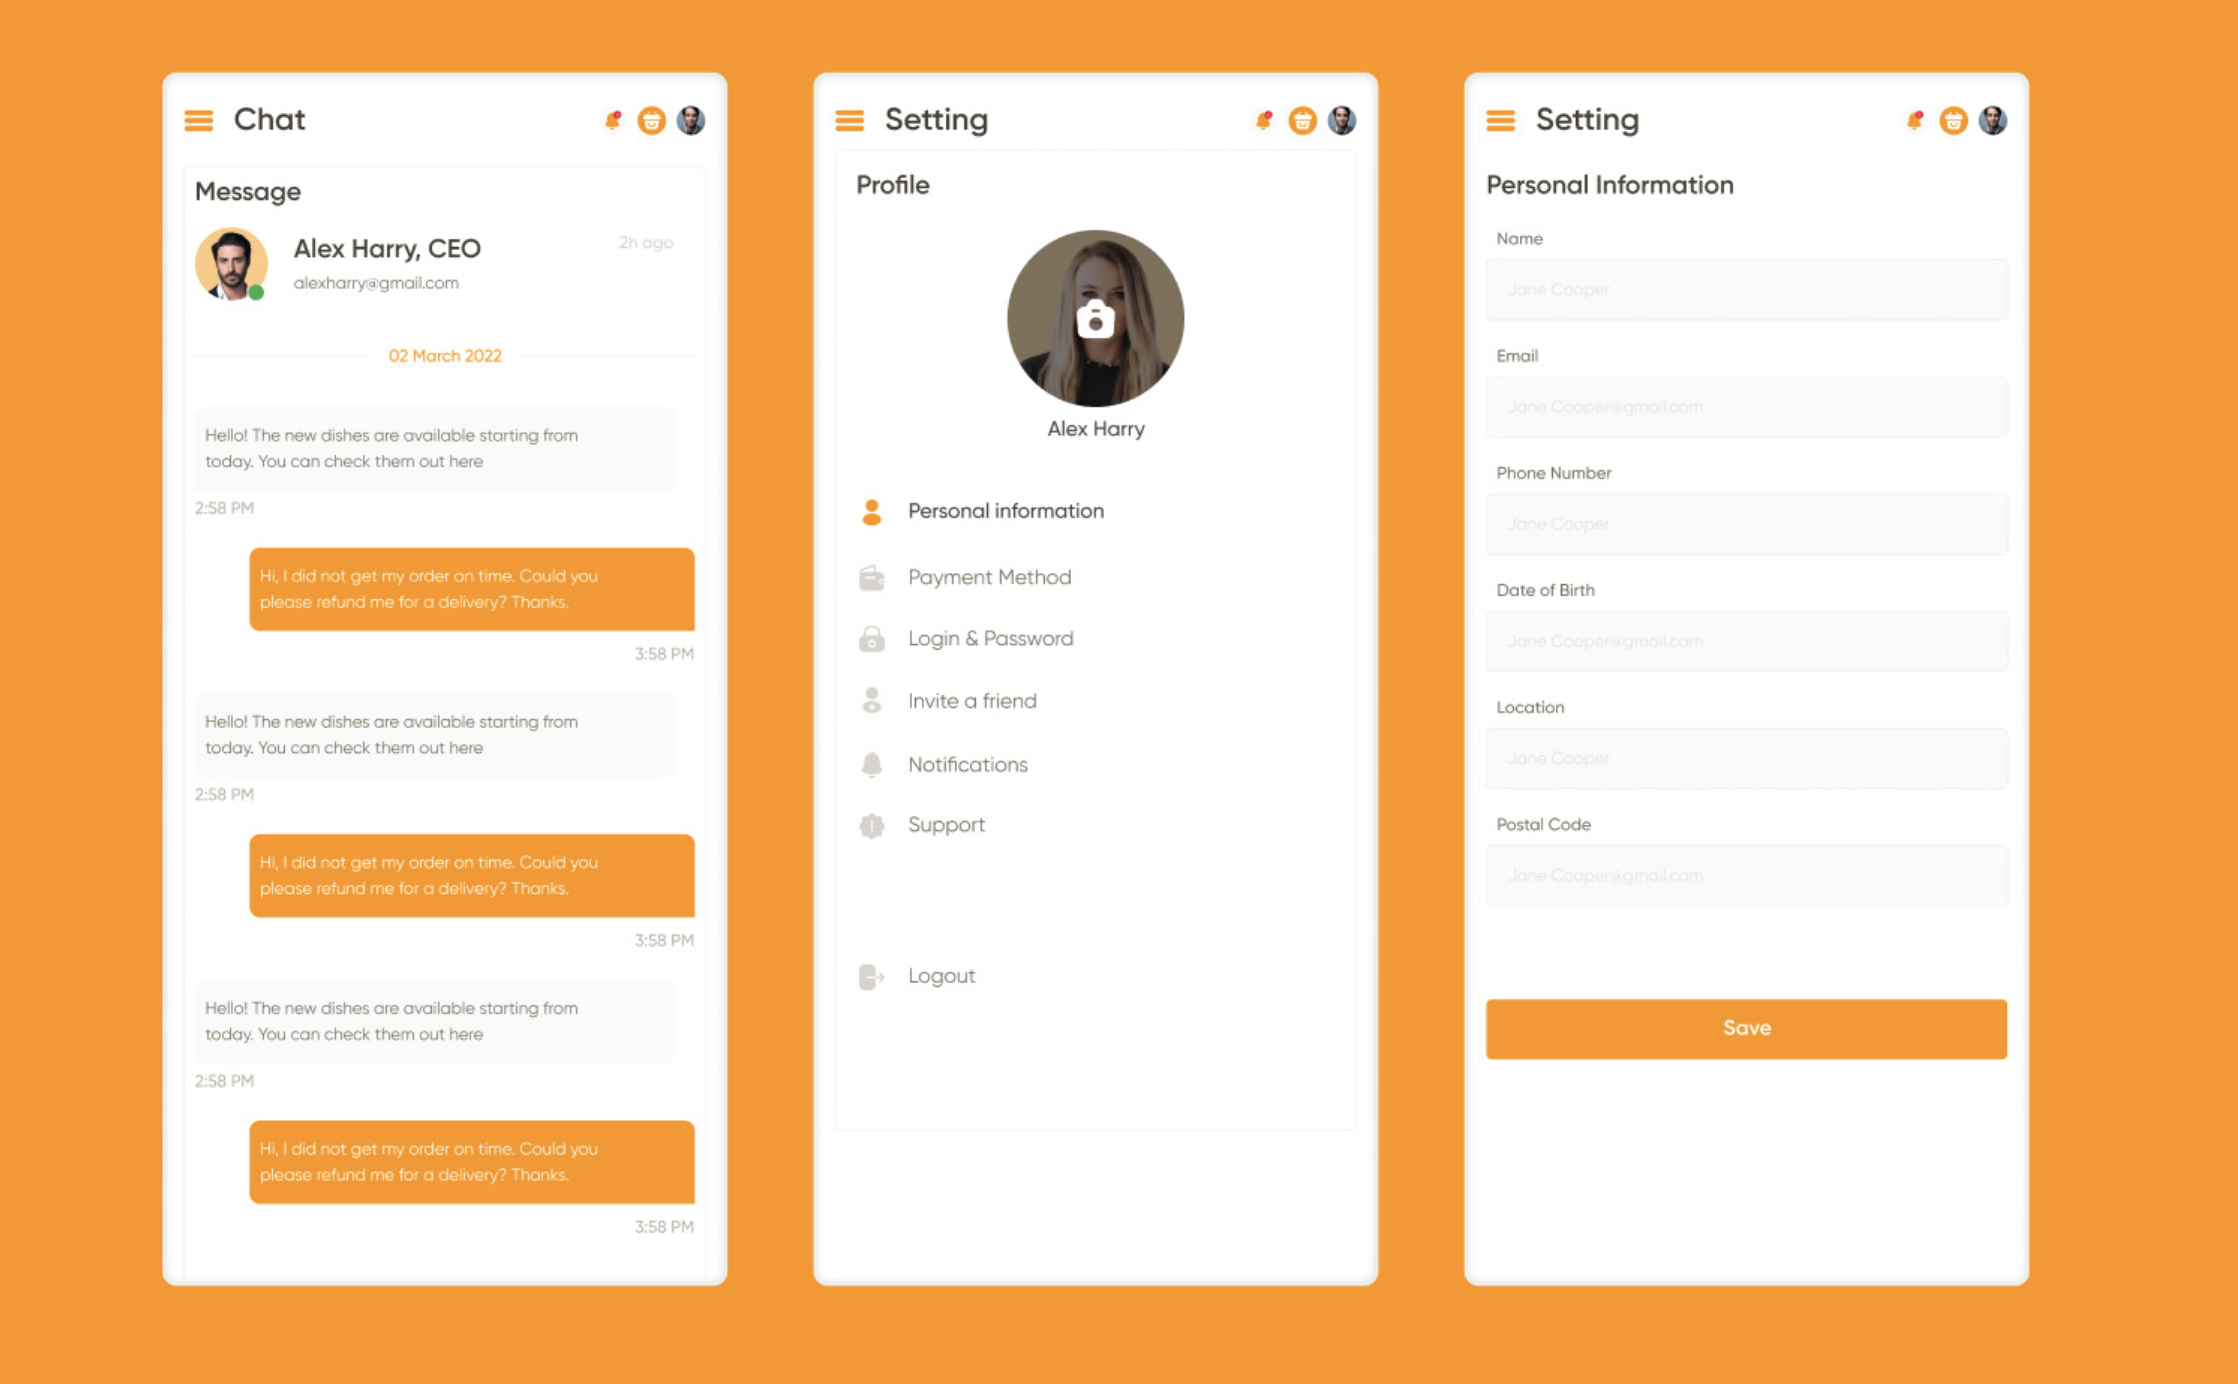 Chat
Message
Alex Harry, CEO
2h ago
alexharry@gmail.com
02 March 2022
Hello! The new dishes are available starting from
today. You can check them out here
2:58 PM
Hi, I did not get my order on time. Could you
please refund me for a delivery? Thanks.
3:58 PM
Hello! The new dishes are available starting from
today. You can check them out here
2:58 PM
Hi, I did not get my order on time. Could you
please refund me for a delivery? Thanks.
3:58 PM
Hello! The new dishes are available starting from
today. You can check them out here
2:58 PM
Hi, I did not get my order on time. Could you
please refund me for a delivery? Thanks.
3:58 PM
Setting
Profile
Alex Harry
Personal information
Payment Method
Login & Password
Invite a friend
Notifications
Support
Logout
Setting
Personal Information
Name
Jane Cooper
Email
Jane Cooper@gmail.com
Phone Number
Jane Cooper
Date of Birth
Jane Cooper@gmail.com
Location
Jane Cooper
Postal Code
Jane Cooper@gmail.com
Save